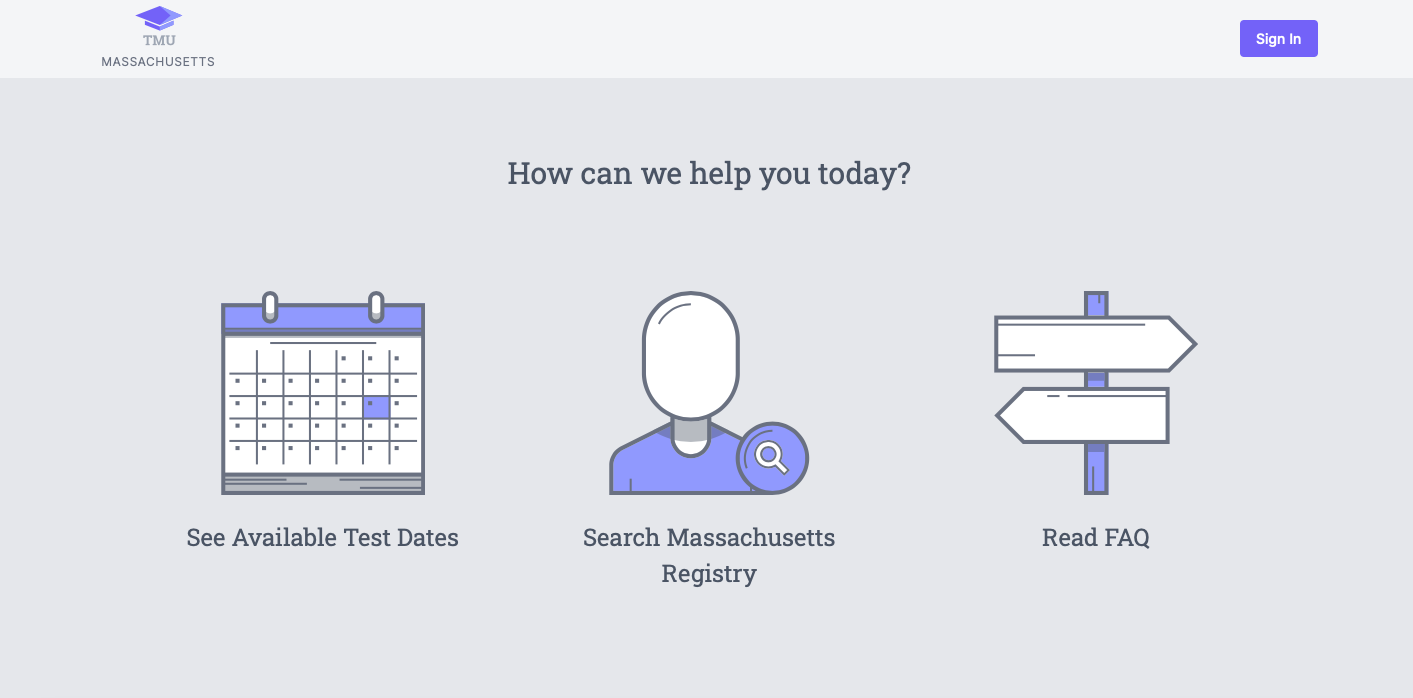 TMU
MASSACHUSETTS
Sign In
How can we help you today?
See Available Test Dates
Search Massachusetts
Registry
Read FAQ